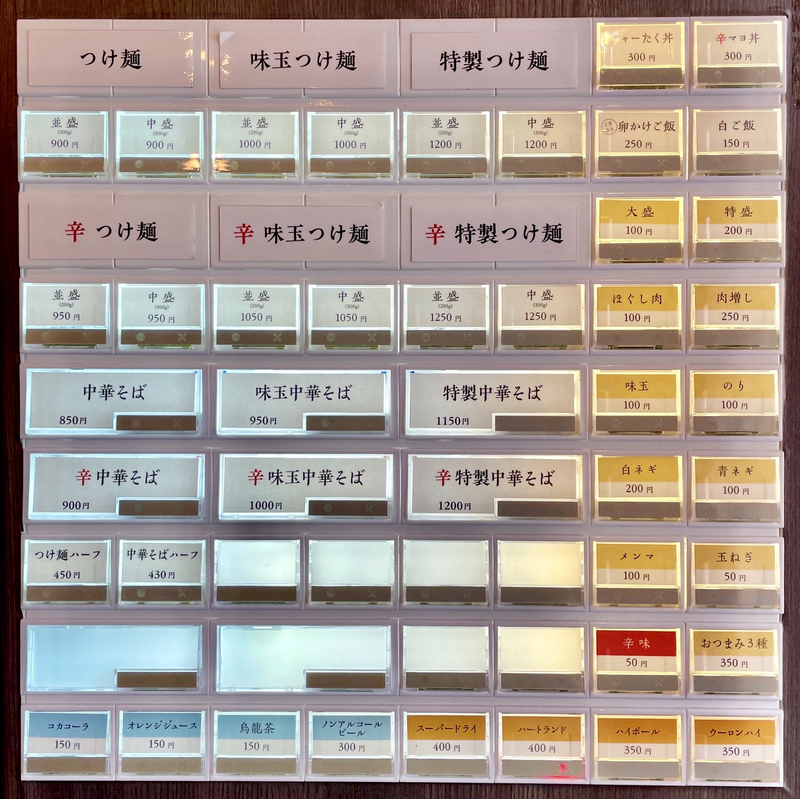 つけ麺
味玉つけ麺
特製つけ麺
ャーたく丼
300円
辛マヨ丼
300円
並盛
(200g)
900円
中盛
(300g)
900円
並盛
(200g)
1000円
中盛
(300g)
1000円
並盛
(200g)
1200円
中盛
(300g)
1200円
卵かけご飯
250円
白ご飯
150円
辛 つけ麺
辛 味玉つけ麺
辛 特製つけ麺
大盛
100円
特盛
200円
並盛
(200g)
950円
中盛
(300g)
950円
並盛
(200g)
1050円
中盛
(300g)
1050円
並盛
(200g)
1250円
中盛
(300g)
1250円
ほぐし肉
100円
肉増し
250円
中華そば
850円
味玉中華そば
950円
特製中華そば
1150円
味玉
100円
のり
100円
辛 中華そば
900円
辛 味玉中華そば
1000円
辛 特製中華そば
1200円
白ネギ
200円
青ネギ
100円
つけ麺ハーフ
450円
中華そばハーフ
430円
メンマ
100円
玉ねぎ
50円
辛味
50円
おつまみ3種
350円
コカコーラ
150円
オレンジジュース
150円
烏龍茶
150円
ノンアルコール
ビール
300円
スーパードライ
400円
ハートランド
400円
ハイボール
350円
ウーロンハイ
350円